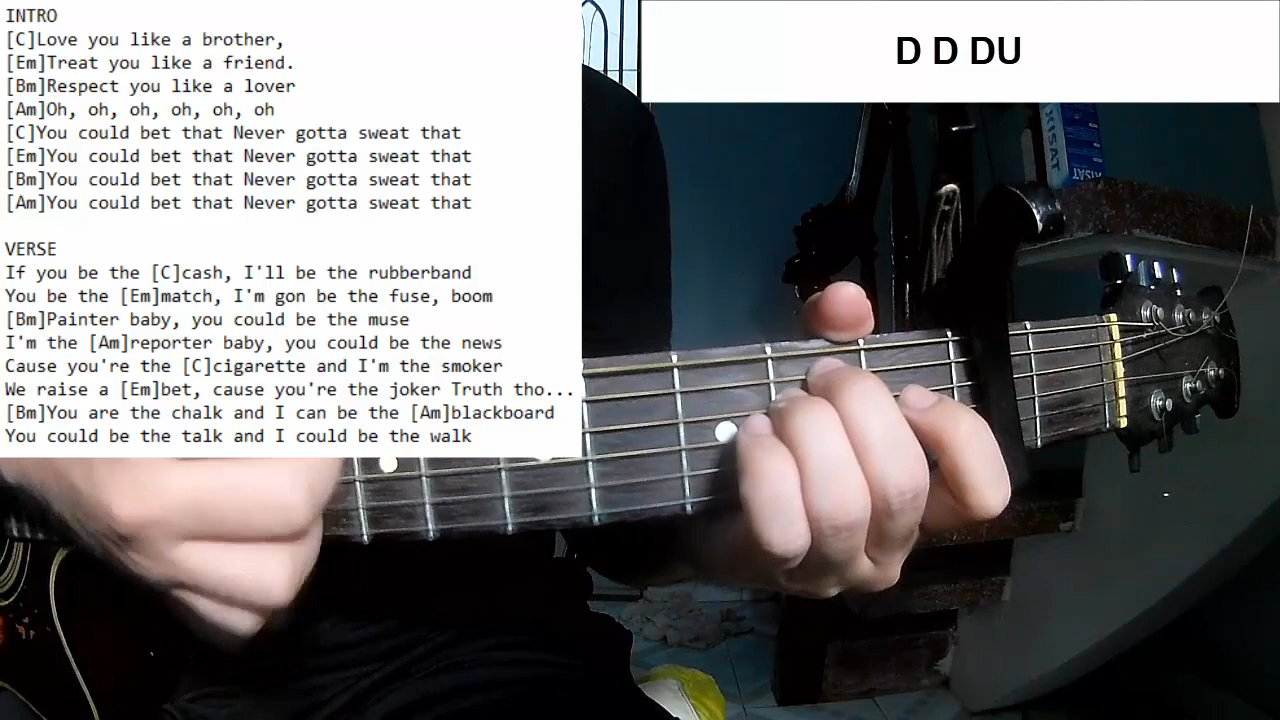 INTRO
[C]Love you like a brother,
[Em]Treat you like a friend.
[Bm]Respect you like a lover
[Am]Oh, oh, oh, oh, oh, oh
[C]You could bet that Never gotta sweat that
[Em]You could bet that Never gotta sweat that
[Bm]You could bet that Never gotta sweat that
[Am]You could bet that Never gotta sweat that
VERSE
If you be the [C]cash, I'll be the rubberband
You be the [Em]match, I'm gon be the fuse, boom
[Bm]Painter baby, you could be the muse
I'm the [Am]reporter baby, you could be the news
Cause you're the [C]cigarette and I'm the smoker
We raise a [Em]bet, cause you're the joker Truth tho...
[Bm]You are the chalk and I can be the [Am]blackboard
You could be the talk and I could be the walk
D D DU
XISAT
XISAT